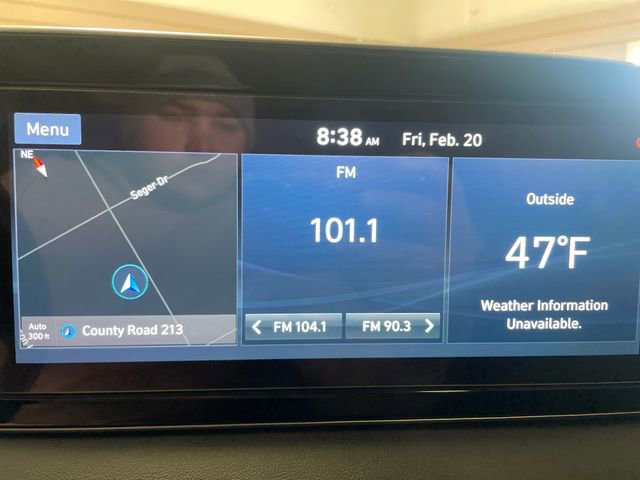 Menu
8:38 AM Fri, Feb. 20
NE
Seger Dr
Auto
300 ft
County Road 213
FM
101.1
FM 104.1
FM 90.3
Outside
47°F
Weather Information
Unavailable.